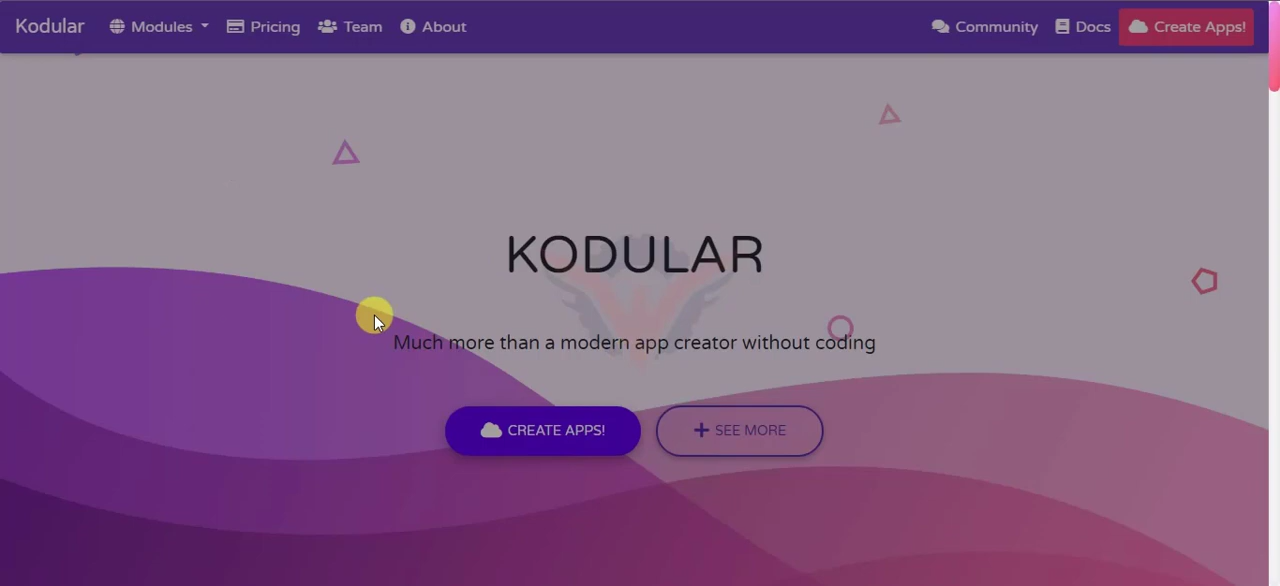 Kodular Modules Pricing Team About Community Docs Create Apps!
KODULAR
Much more than a modern app creator without coding
CREATE APPS! SEE MORE